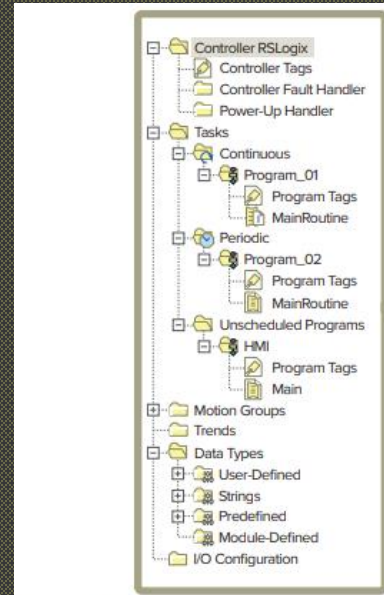 Controller RSLogix
Controller Tags
Controller Fault Handler
Power-Up Handler
Tasks
Continuous
Program_01
Program Tags
MainRoutine
Periodic
Program_02
Program Tags
MainRoutine
Unscheduled Programs
HMI
Program Tags
Main
Motion Groups
Trends
Data Types
User-Defined
Strings
Predefined
Module-Defined
I/O Configuration